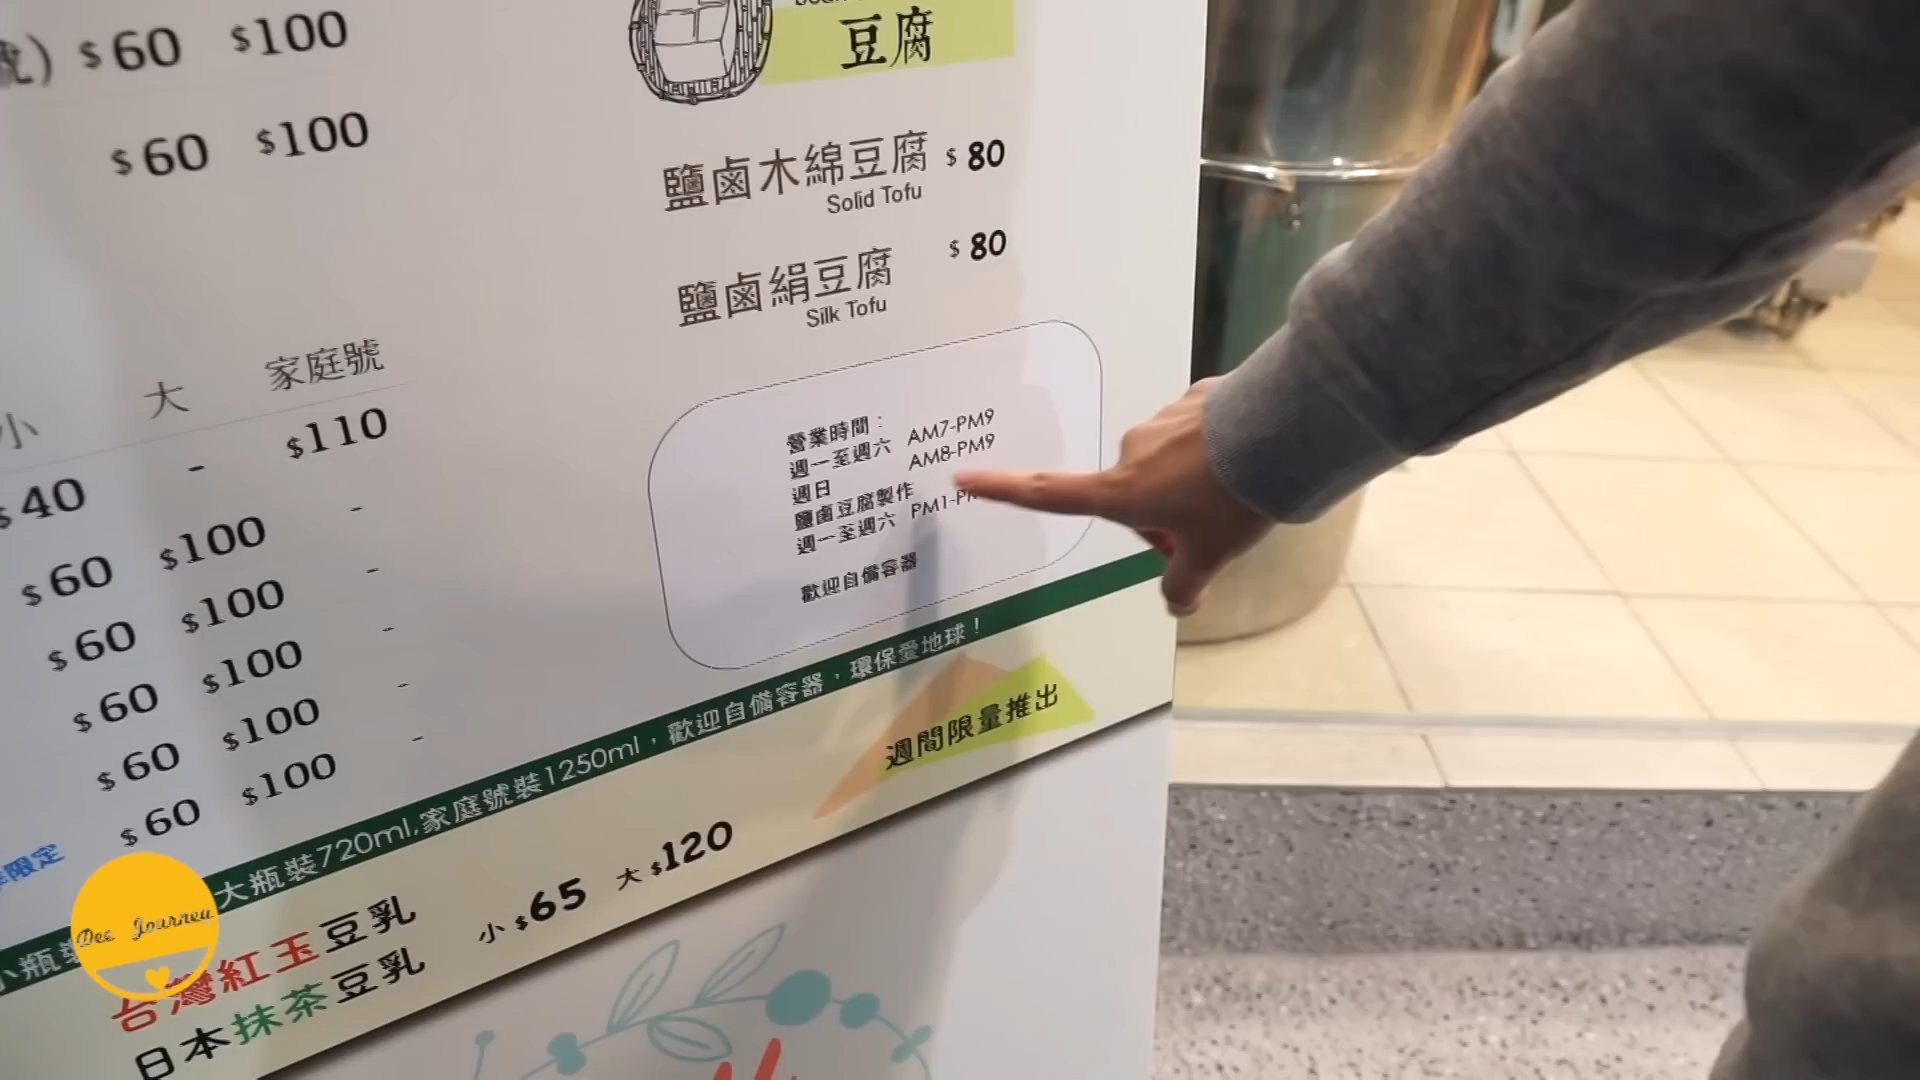 $60 $100
$60 $100
豆腐
鹽鹵木綿豆腐 $80
Solid Tofu
鹽鹵絹豆腐 $80
Silk Tofu
小 大 家庭號
$40 - $110
$60 $100 -
$60 $100 -
$60 $100 -
$60 $100 -
$60 $100 -
營業時間：
週一至週六 AM7-PM9
週日 AM8-PM9
鹽鹵豆腐製作
週一至週六 PM1-
歡迎自備容器
大瓶裝720ml,家庭號裝1250ml，歡迎自備容器，環保愛地球！
週間限量推出
台灣紅玉豆乳
日本抹茶豆乳
小 $65 大 $120
Dee Journey